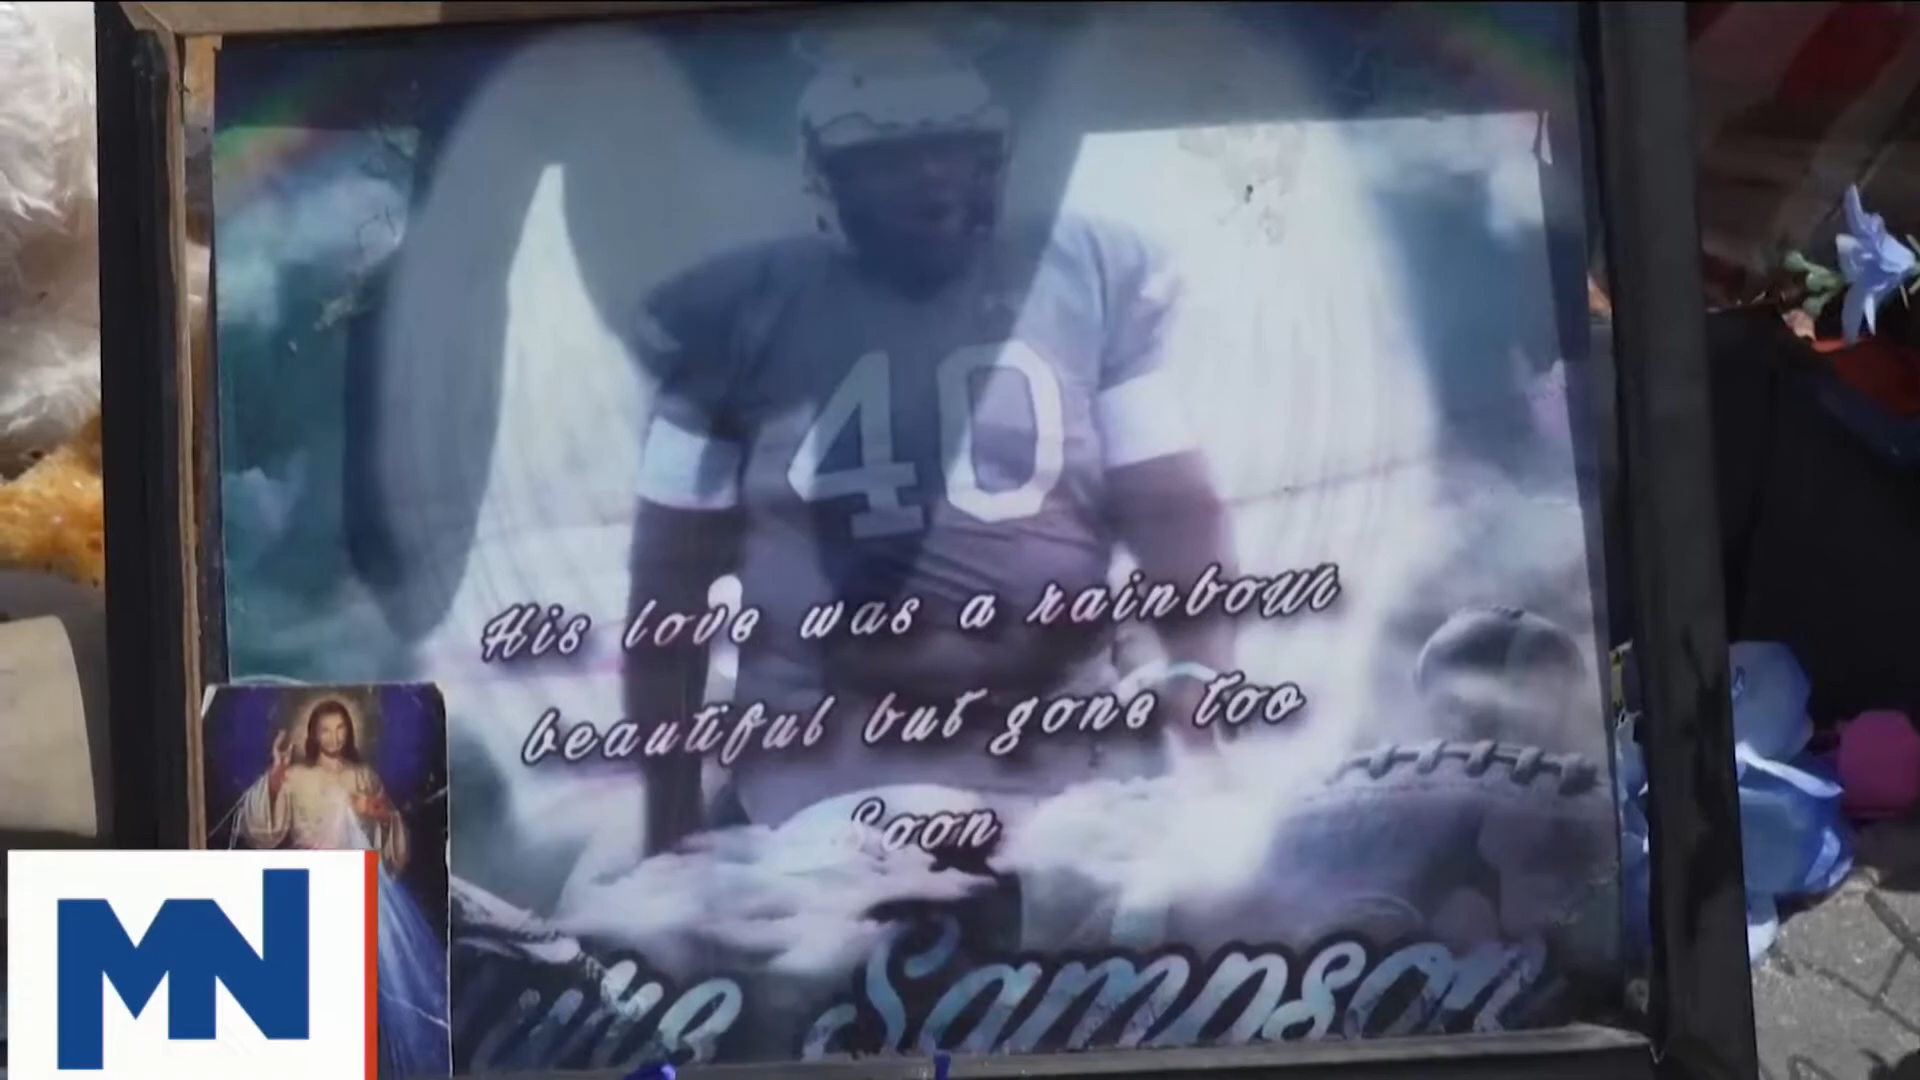 40
His love was a rainbow
beautiful but gone too
Soon
Sampson
MN